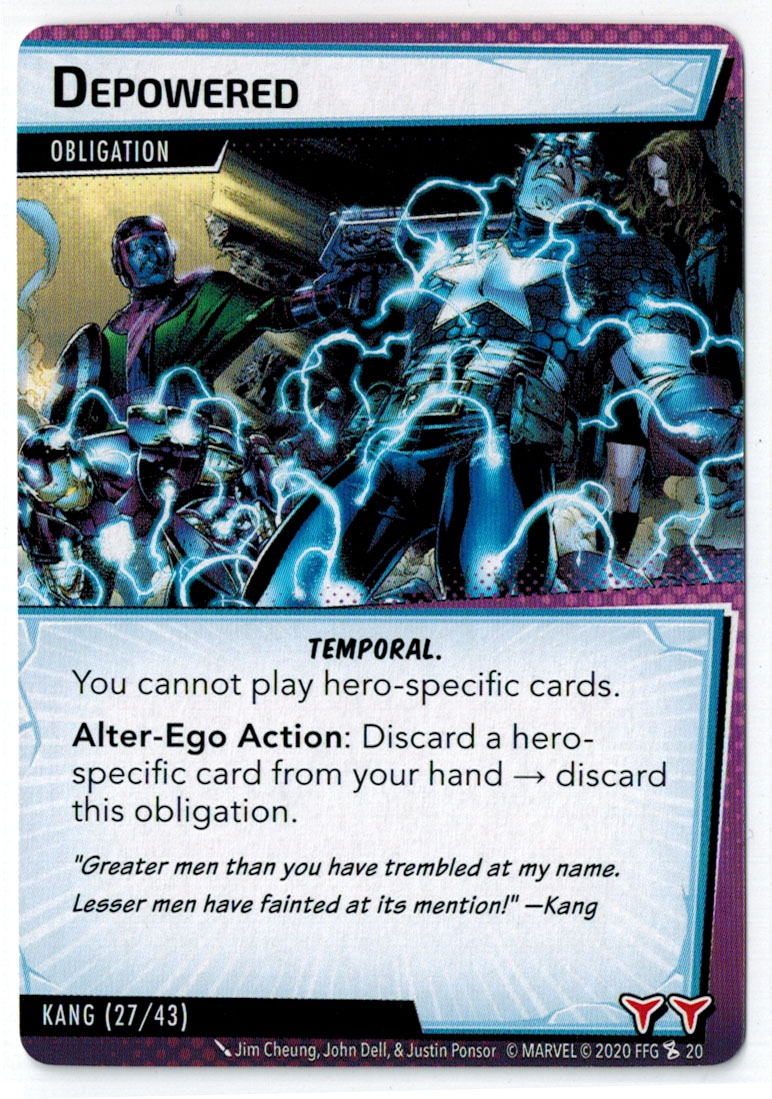 DEPOWERED
OBLIGATION
TEMPORAL.
You cannot play hero-specific cards.
Alter-Ego Action: Discard a hero-
specific card from your hand → discard
this obligation.
"Greater men than you have trembled at my name.
Lesser men have fainted at its mention!" —Kang
KANG (27/43)
Jim Cheung, John Dell, & Justin Ponsor © MARVEL © 2020 FFG 20